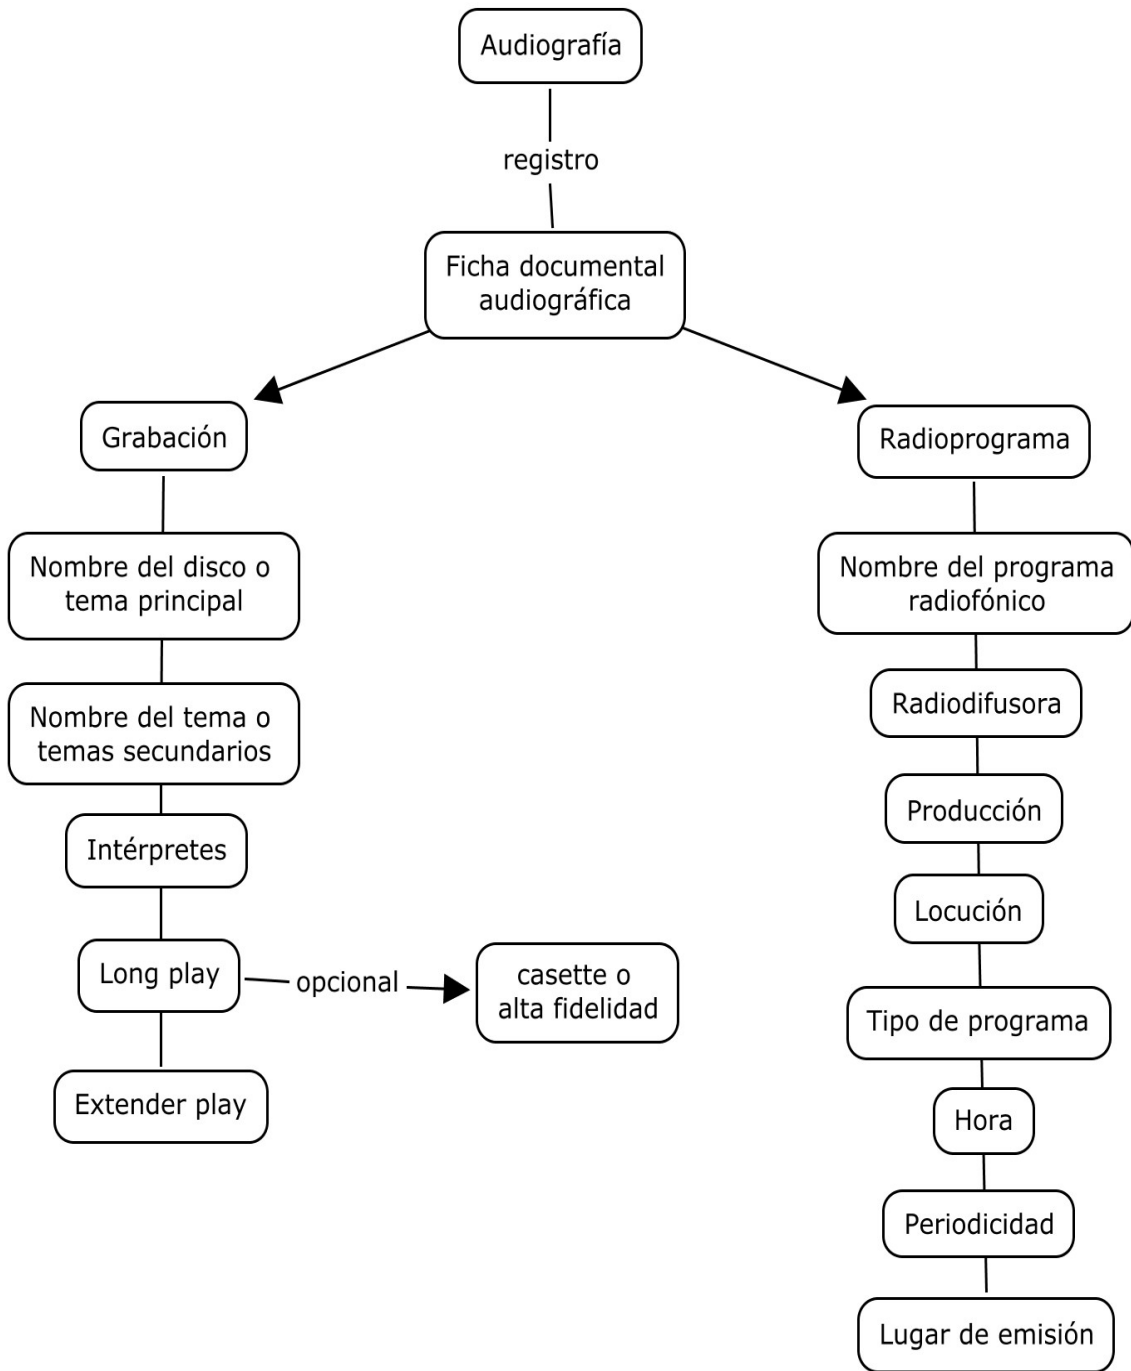 Audiografía
registro
Ficha documental
audiográfica
Grabación
Nombre del disco o
tema principal
Nombre del tema o
temas secundarios
Intérpretes
Long play
opcional
casette o
alta fidelidad
Extender play
Radioprograma
Nombre del programa
radiofónico
Radiodifusora
Producción
Locución
Tipo de programa
Hora
Periodicidad
Lugar de emisión